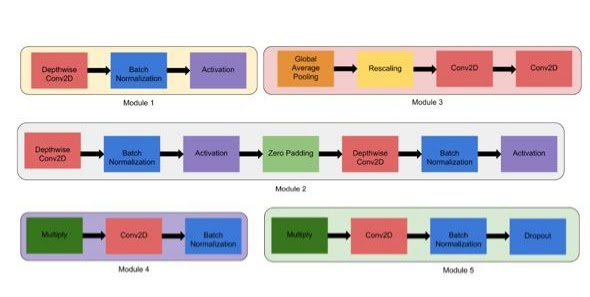 Depthwise
Conv2D
Batch
Normalization
Activation
Module 1
Global
Average
Pooling
Rescaling
Conv2D
Conv2D
Module 3
Depthwise
Conv2D
Batch
Normalization
Activation
Zero Padding
Depthwise
Conv2D
Batch
Normalization
Activation
Module 2
Multiply
Conv2D
Batch
Normalization
Module 4
Multiply
Conv2D
Batch
Normalization
Dropout
Module 5